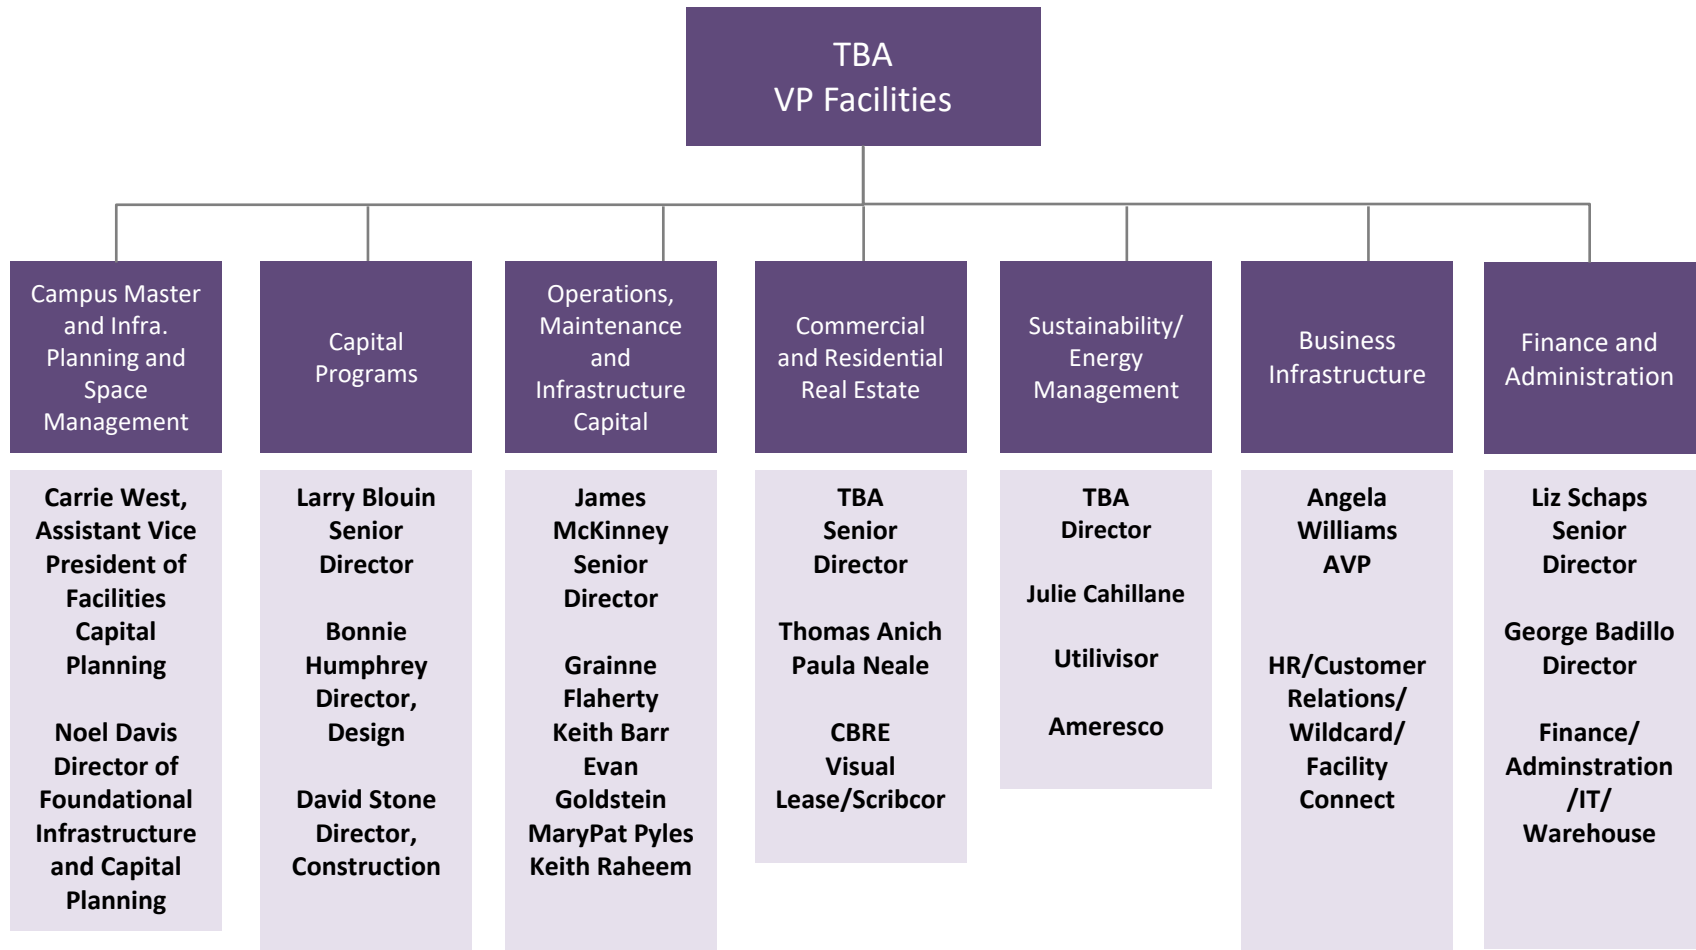 TBA
VP Facilities
Campus Master
and Infra.
Planning and
Space
Management
Capital
Programs
Operations,
Maintenance
and
Infrastructure
Capital
Commercial
and Residential
Real Estate
Sustainability/
Energy
Management
Business
Infrastructure
Finance and
Administration
Carrie West,
Assistant Vice
President of
Facilities
Capital
Planning
Noel Davis
Director of
Foundational
Infrastructure
and Capital
Planning
Larry Blouin
Senior
Director
Bonnie
Humphrey
Director,
Design
David Stone
Director,
Construction
James
McKinney
Senior
Director
Grainne
Flaherty
Keith Barr
Evan
Goldstein
MaryPat Pyles
Keith Raheem
TBA
Senior
Director
Thomas Anich
Paula Neale
CBRE
Visual
Lease/Scribcor
TBA
Director
Julie Cahillane
Utilivisor
Ameresco
Angela
Williams
AVP
HR/Customer
Relations/
Wildcard/
Facility
Connect
Liz Schaps
Senior
Director
George Badillo
Director
Finance/
Adminstration
/IT/
Warehouse